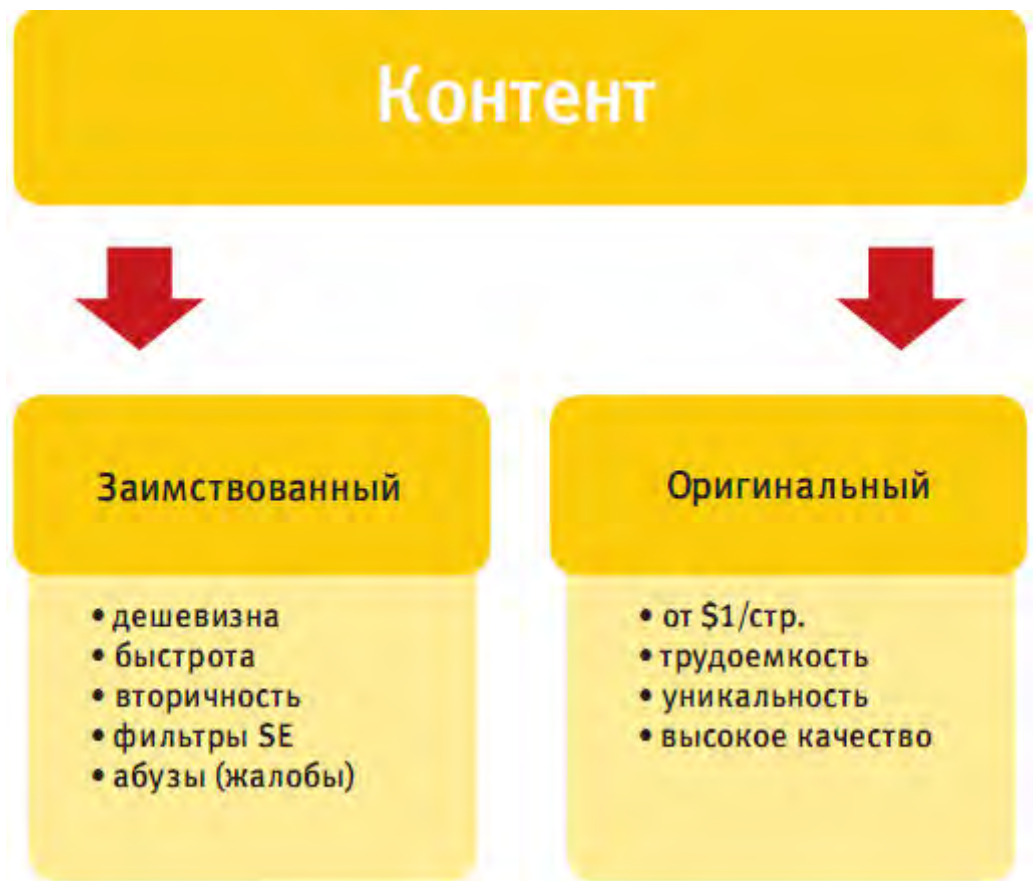 Контент
Заимствованный
• дешевизна
• быстрота
• вторичность
• фильтры SE
• абузы (жалобы)
Оригинальный
• от $1/стр.
• трудоемкость
• уникальность
• высокое качество